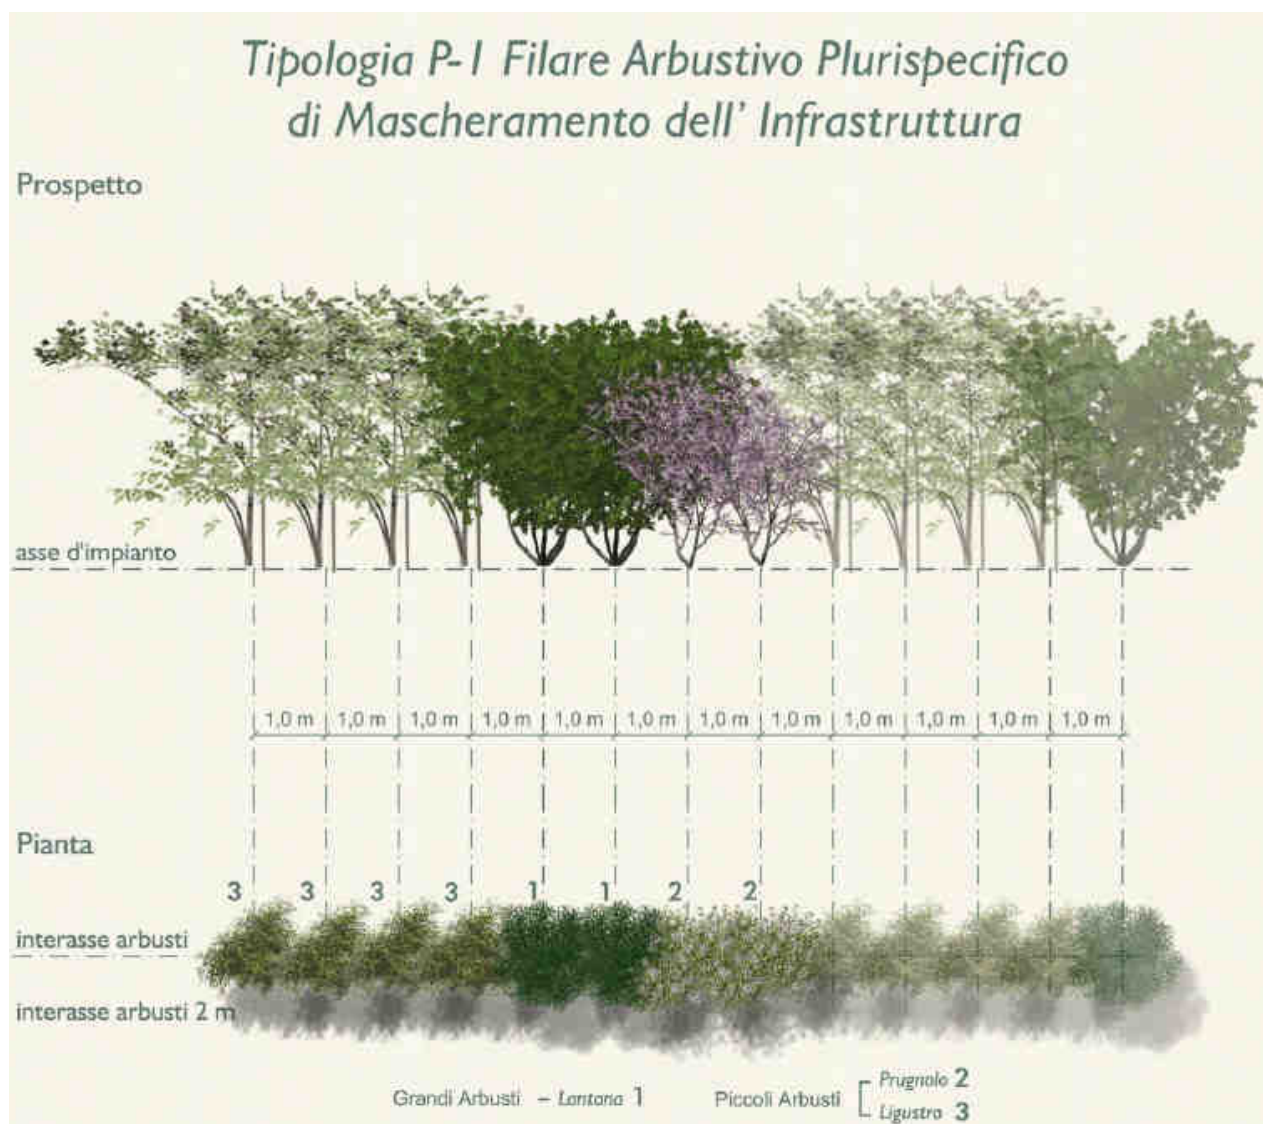 Tipologia P-1 Filare Arbustivo Plurispecifico
di Mascheramento dell' Infrastruttura
Prospetto
asse d'impianto
1,0 m 1,0 m 1,0 m 1,0 m 1,0 m 1,0 m 1,0 m 1,0 m 1,0 m 1,0 m 1,0 m 1,0 m
Pianta
3 3 3 3 1 1 2 2
interasse arbusti
interasse arbusti 2 m
Grandi Arbusti - Lantana 1 Piccoli Arbusti Prugnolo 2
Ligustro 3